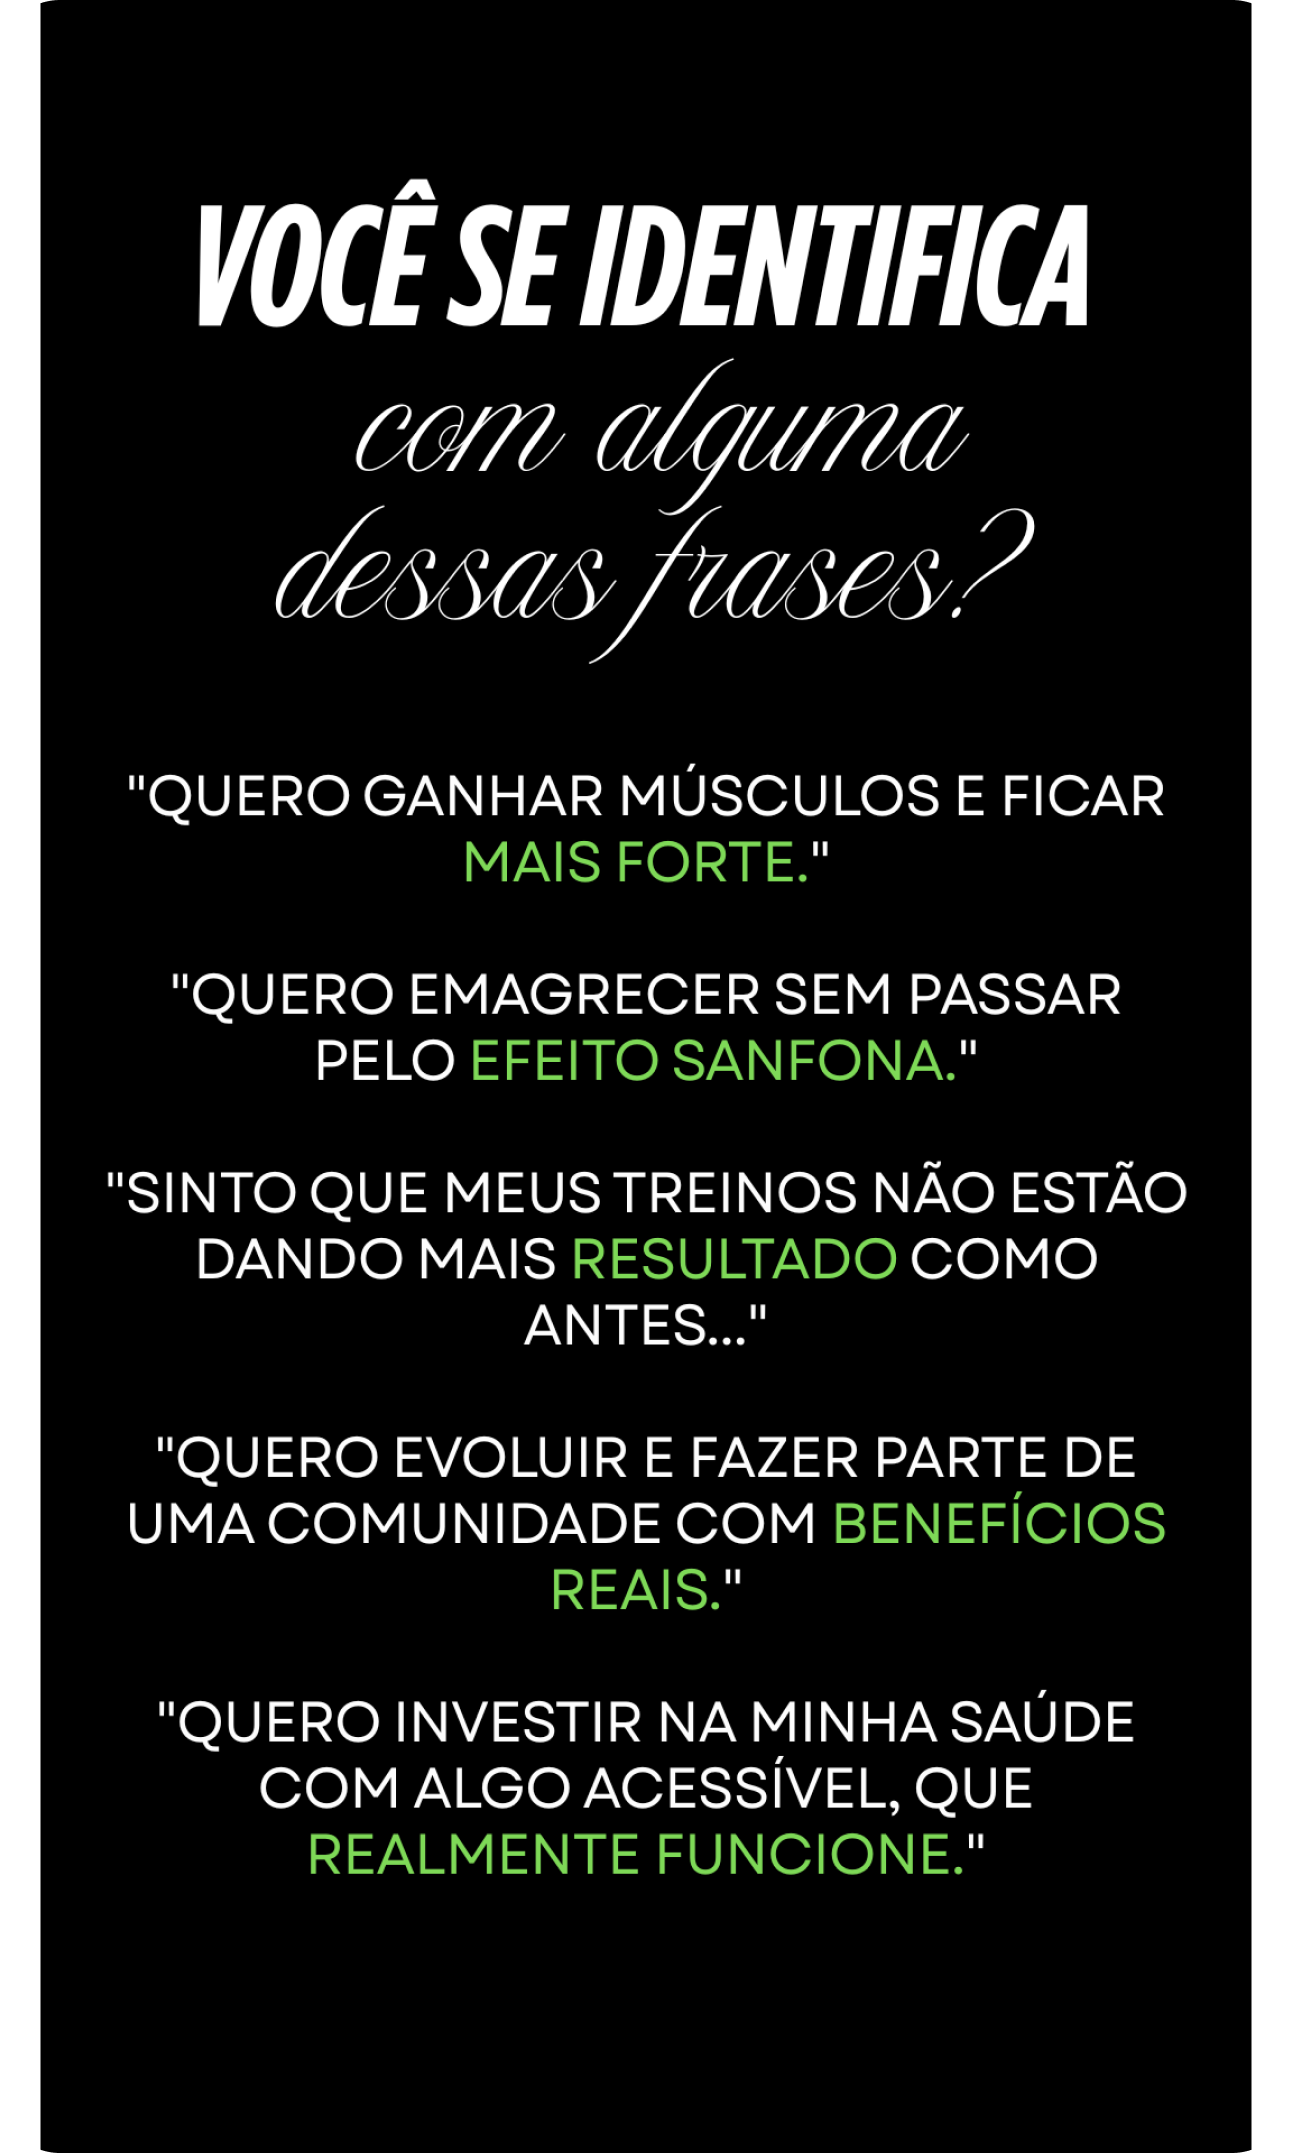 VOCÊ SE IDENTIFICA
com alguma
dessas frases?
"QUERO GANHAR MÚSCULOS E FICAR
MAIS FORTE."
"QUERO EMAGRECER SEM PASSAR
PELO EFEITO SANFONA."
"SINTO QUE MEUS TREINOS NÃO ESTÃO
DANDO MAIS RESULTADO COMO
ANTES..."
"QUERO EVOLUIR E FAZER PARTE DE
UMA COMUNIDADE COM BENEFÍCIOS
REAIS."
"QUERO INVESTIR NA MINHA SAÚDE
COM ALGO ACESSÍVEL, QUE
REALMENTE FUNCIONE."